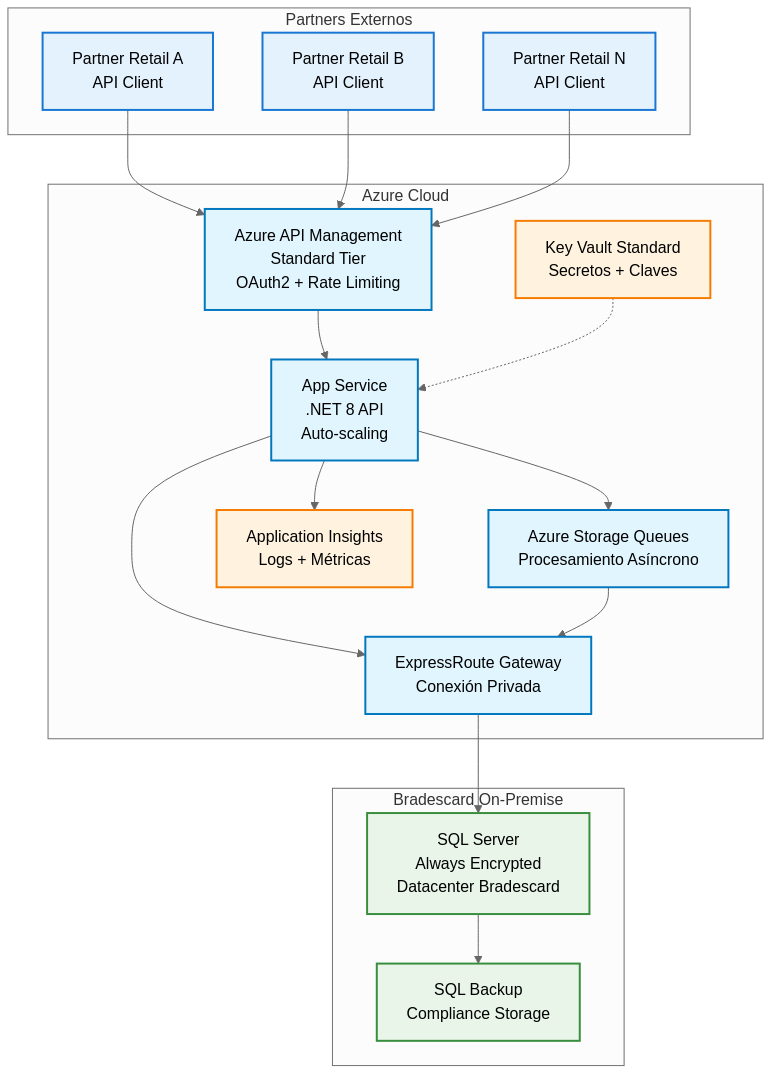 Partners Externos
Partner Retail A
API Client
Partner Retail B
API Client
Partner Retail N
API Client
Azure Cloud
Azure API Management
Standard Tier
OAuth2 + Rate Limiting
Key Vault Standard
Secretos + Claves
App Service
.NET 8 API
Auto-scaling
Application Insights
Logs + Métricas
Azure Storage Queues
Procesamiento Asíncrono
ExpressRoute Gateway
Conexión Privada
Bradescard On-Premise
SQL Server
Always Encrypted
Datacenter Bradescard
SQL Backup
Compliance Storage